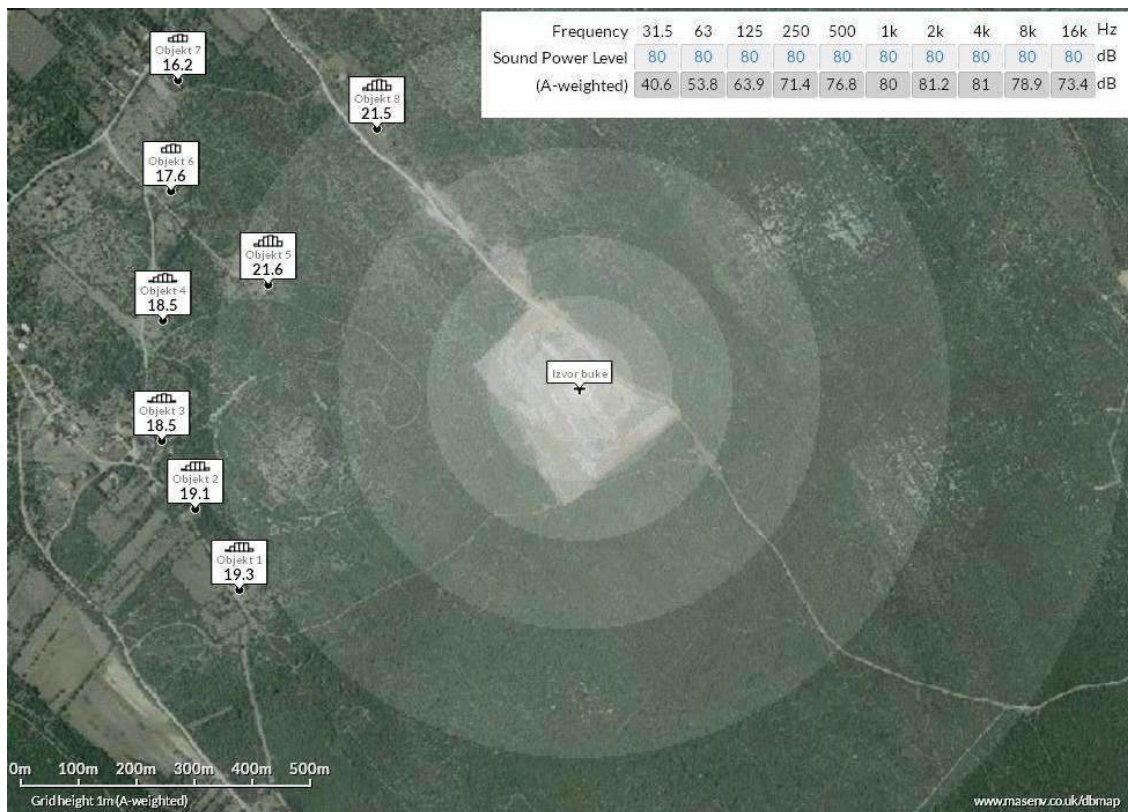 Frequency 31.5 63 125 250 500 1k 2k 4k 8k 16k Hz
Sound Power Level 80 80 80 80 80 80 80 80 80 80 dB
(A-weighted) 40.6 53.8 63.9 71.4 76.8 80 81.2 81 78.9 73.4 dB
Objekt 7
16.2
Objekt 8
21.5
Objekt 6
17.6
Objekt 5
21.6
Objekt 4
18.5
Izvor buke
Objekt 3
18.5
Objekt 2
19.1
Objekt 1
19.3
0m 100m 200m 300m 400m 500m
Grid height 1m (A-weighted)
www.masenv.co.uk/dbmap